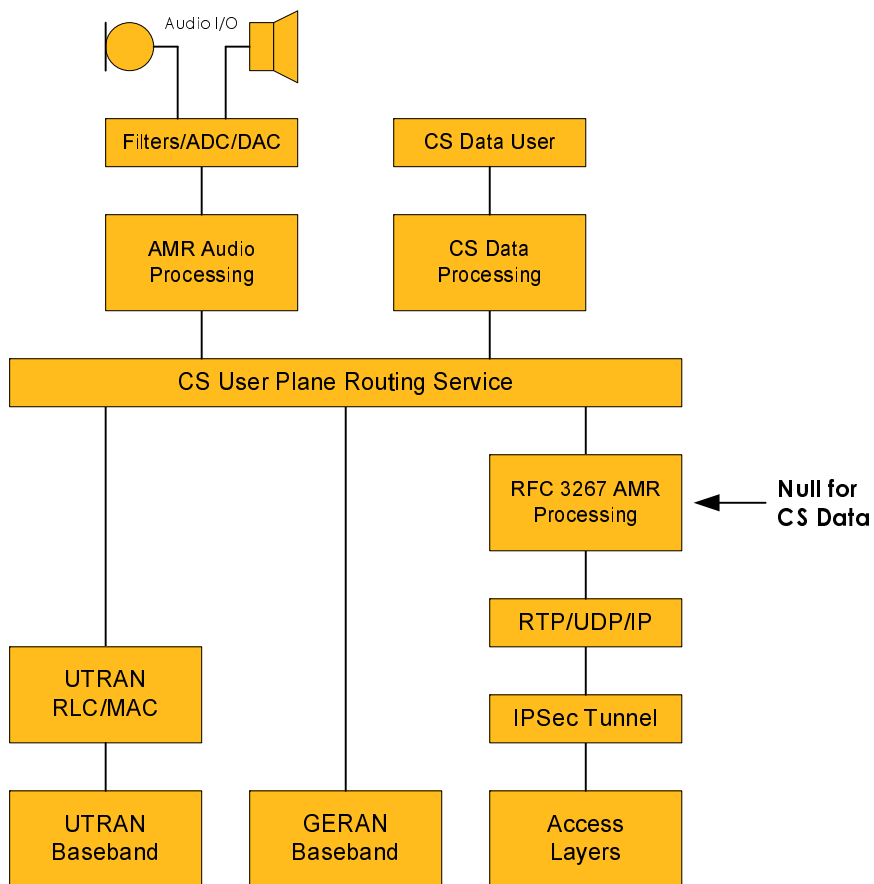 Audio I/O
Filters/ADC/DAC
CS Data User
AMR Audio
Processing
CS Data
Processing
CS User Plane Routing Service
RFC 3267 AMR
Processing
Null for
CS Data
RTP/UDP/IP
UTRAN
RLC/MAC
IPSec Tunnel
UTRAN
Baseband
GERAN
Baseband
Access
Layers